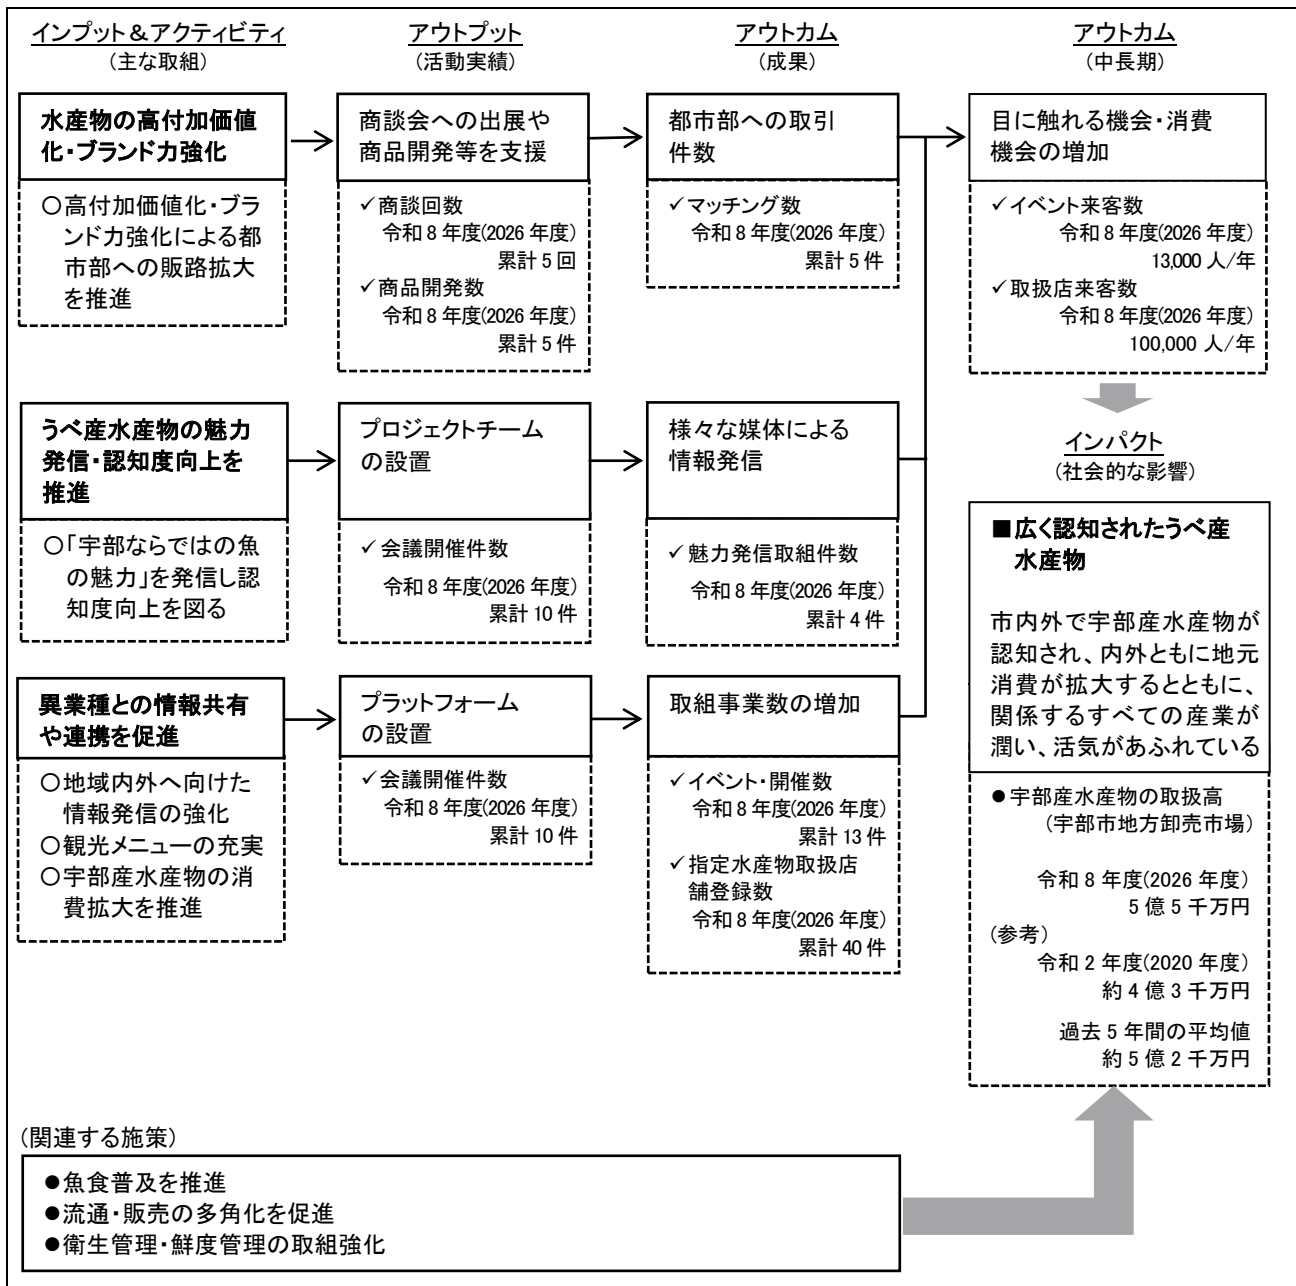 インプット＆アクティビティ
(主な取組)
アウトプット
(活動実績)
アウトカム
(成果)
アウトカム
(中長期)
水産物の高付加価値
化・ブランド力強化
○高付加価値化・ブラ
ンド力強化による都
市部への販路拡大
を推進
商談会への出展や
商品開発等を支援
✓商談回数
令和８年度(2026 年度)
累計５回
✓商品開発数
令和８年度(2026 年度)
累計５件
都市部への取引
件数
✓マッチング数
令和８年度(2026 年度)
累計５件
目に触れる機会・消費
機会の増加
✓イベント来客数
令和８年度(2026 年度)
13,000 人/年
✓取扱店来客数
令和８年度(2026 年度)
100,000 人/年
うべ産水産物の魅力
発信・認知度向上を
推進
○「宇部ならではの魚
の魅力」を発信し認
知度向上を図る
プロジェクトチーム
の設置
✓会議開催件数
令和８年度(2026 年度)
累計 10 件
様々な媒体による
情報発信
✓魅力発信取組件数
令和８年度(2026 年度)
累計４件
インパクト
(社会的な影響)
■広く認知されたうべ産
水産物
市内外で宇部産水産物が
認知され、内外ともに地元
消費が拡大するとともに、
関係するすべての産業が
潤い、活気があふれている
●宇部産水産物の取扱高
(宇部市地方卸売市場)
令和８年度(2026 年度)
５億５千万円
(参考)
令和２年度(2020 年度)
約４億３千万円
過去５年間の平均値
約５億２千万円
異業種との情報共有
や連携を促進
○地域内外へ向けた
情報発信の強化
○観光メニューの充実
○宇部産水産物の消
費拡大を推進
プラットフォーム
の設置
✓会議開催件数
令和８年度(2026 年度)
累計 10 件
取組事業数の増加
✓イベント・開催数
令和８年度(2026 年度)
累計 13 件
✓指定水産物取扱店
舗登録数
令和８年度(2026 年度)
累計 40 件
(関連する施策)
●魚食普及を推進
●流通・販売の多角化を促進
●衛生管理・鮮度管理の取組強化